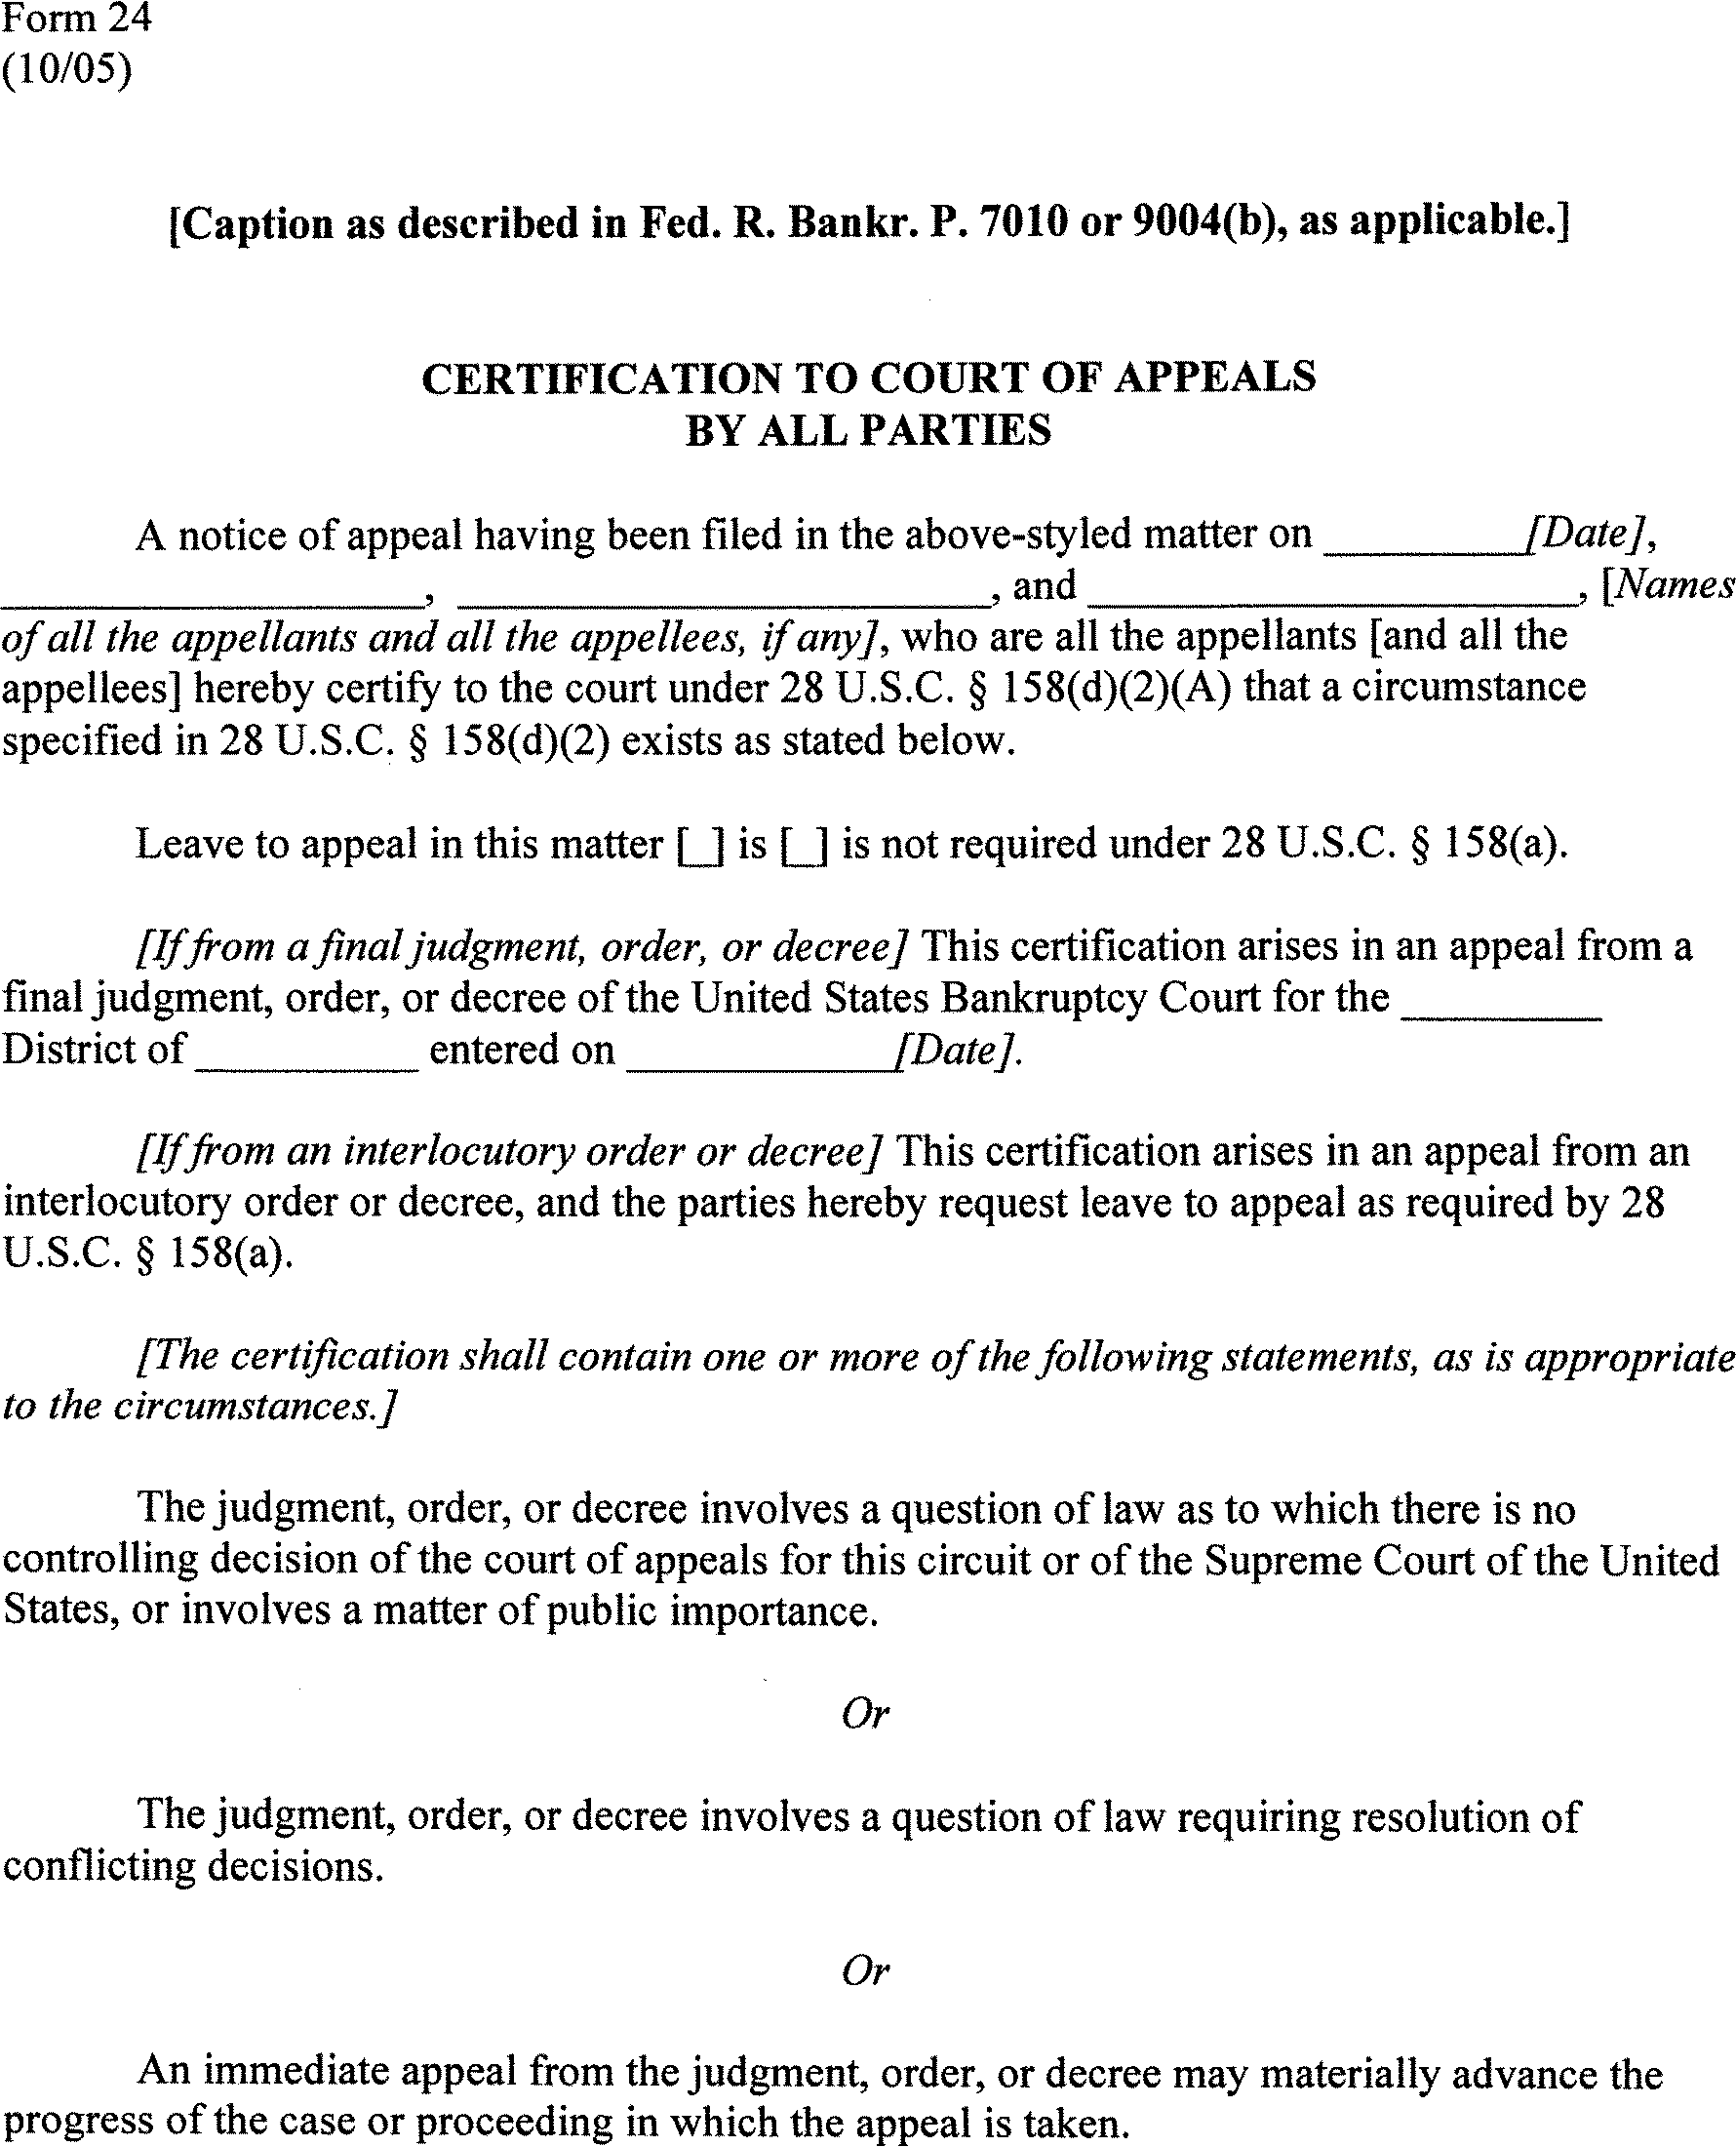 Form 24
(10/05)
[Caption as described in Fed. R. Bankr. P. 7010 or 9004(b), as applicable.]
CERTIFICATION TO COURT OF APPEALS
BY ALL PARTIES
A notice of appeal having been filed in the above-styled matter on _________[Date],
___________________, ________________________, and ______________________, [Names
of all the appellants and all the appellees, if any], who are all the appellants [and all the
appellees] hereby certify to the court under 28 U.S.C. § 158(d)(2)(A) that a circumstance
specified in 28 U.S.C. § 158(d)(2) exists as stated below.
Leave to appeal in this matter [_] is [_] is not required under 28 U.S.C. § 158(a).
[If from a final judgment, order, or decree] This certification arises in an appeal from a
final judgment, order, or decree of the United States Bankruptcy Court for the _________
District of __________ entered on ____________[Date].
[If from an interlocutory order or decree] This certification arises in an appeal from an
interlocutory order or decree, and the parties hereby request leave to appeal as required by 28
U.S.C. § 158(a).
[The certification shall contain one or more of the following statements, as is appropriate
to the circumstances.]
The judgment, order, or decree involves a question of law as to which there is no
controlling decision of the court of appeals for this circuit or of the Supreme Court of the United
States, or involves a matter of public importance.
Or
The judgment, order, or decree involves a question of law requiring resolution of
conflicting decisions.
Or
An immediate appeal from the judgment, order, or decree may materially advance the
progress of the case or proceeding in which the appeal is taken.